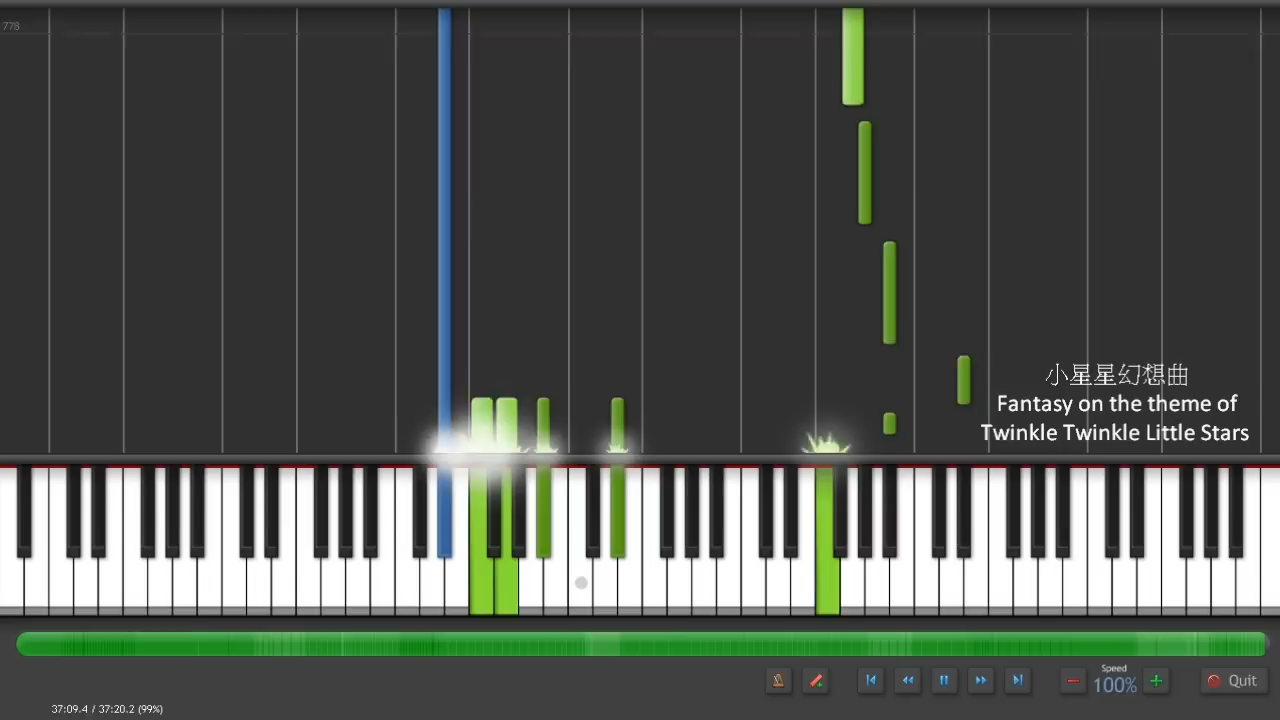 778
小星星幻想曲
Fantasy on the theme of
Twinkle Twinkle Little Stars
Speed
100%
Quit
37:09.4 / 37:20.2 (99%)